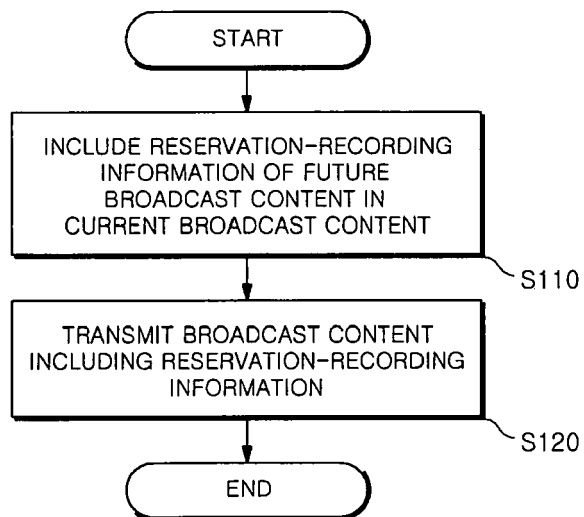 START
INCLUDE RESERVATION-RECORDING
INFORMATION OF FUTURE
BROADCAST CONTENT IN
CURRENT BROADCAST CONTENT
S110
TRANSMIT BROADCAST CONTENT
INCLUDING RESERVATION-RECORDING
INFORMATION
S120
END